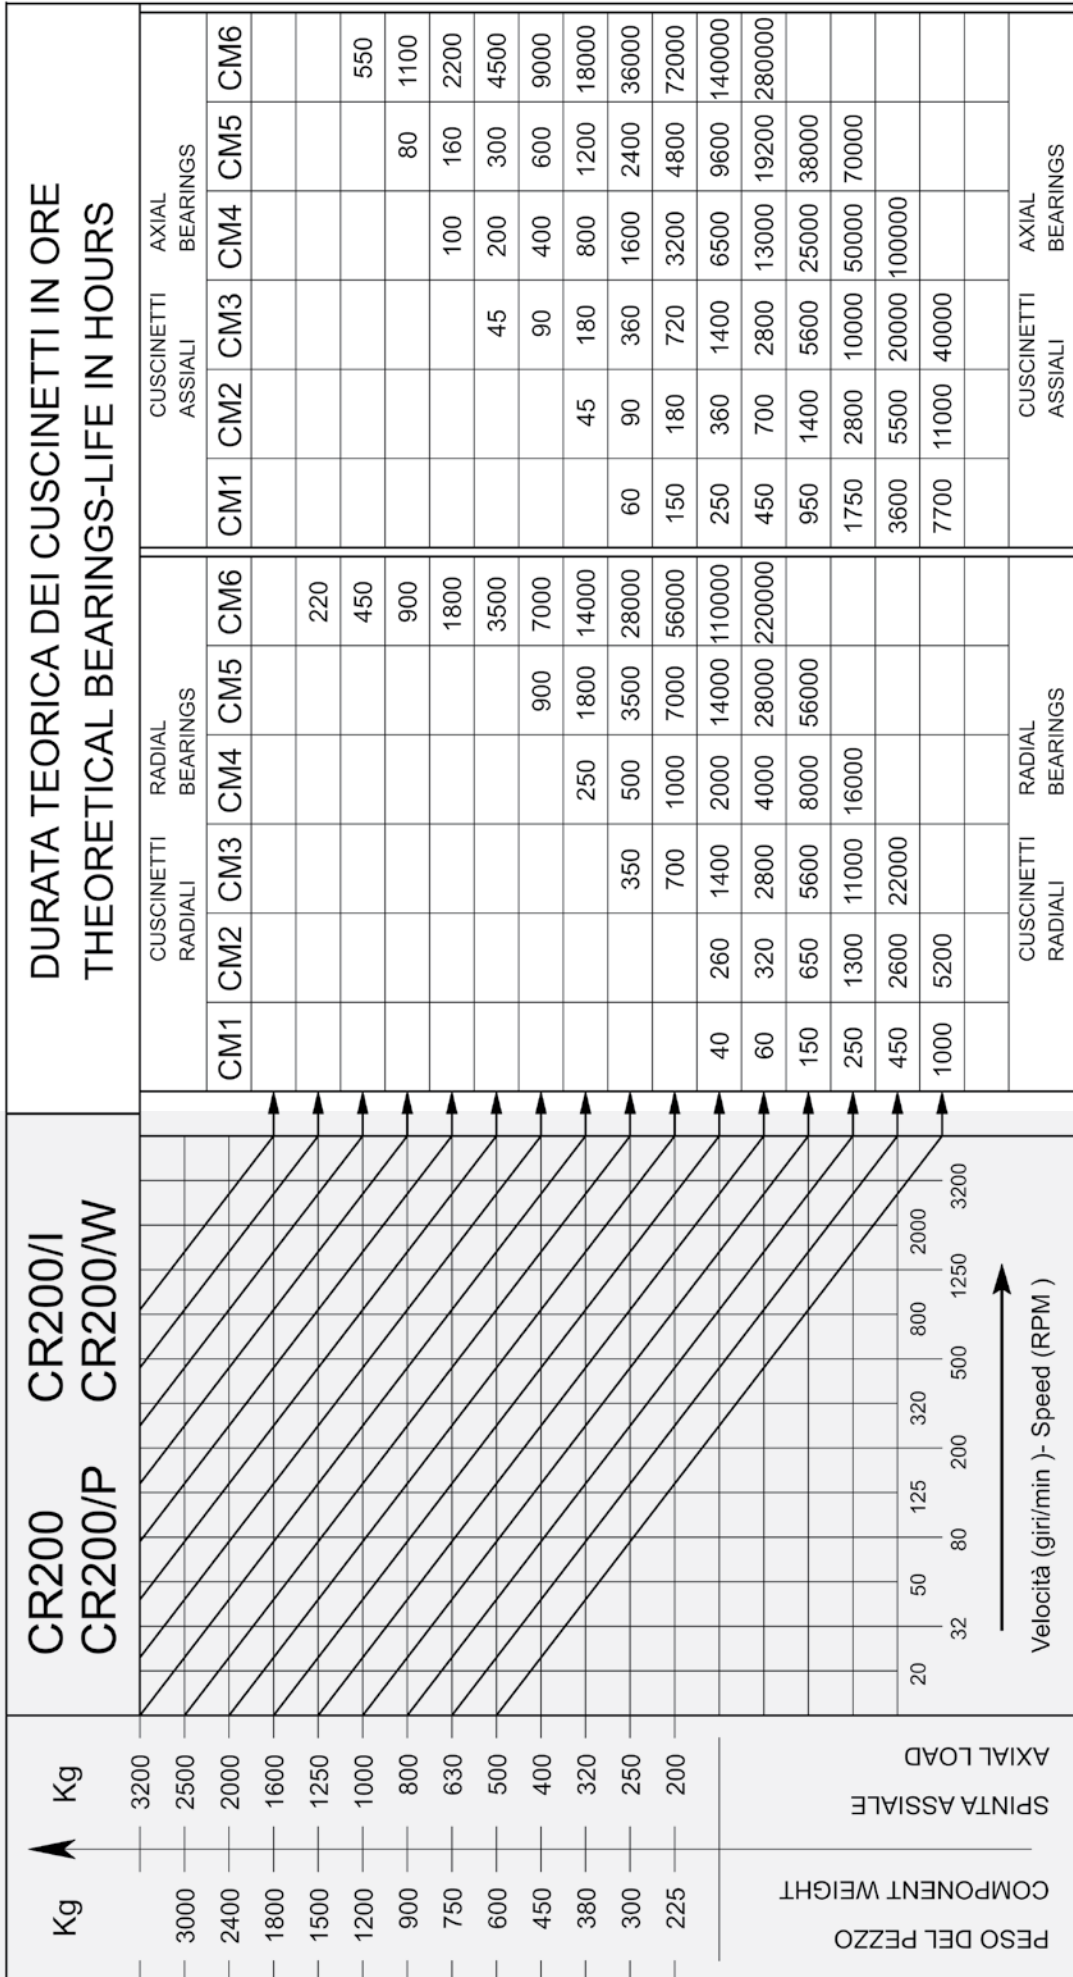 CR200 CR200/I
CR200/P CR200/W
DURATA TEORICA DEI CUSCINETTI IN ORE
THEORETICAL BEARINGS-LIFE IN HOURS
Kg Kg
CUSCINETTI RADIAL CUSCINETTI AXIAL
RADIALI BEARINGS ASSIALI BEARINGS
3200
3000 2500
CM1 CM2 CM3 CM4 CM5 CM6 CM1 CM2 CM3 CM4 CM5 CM6
2400 2000
1800 1600
1500 1250 220
1200 1000 450 550
900 800 900 80 1100
750 630 1800 100 160 2200
600 500 3500 45 200 300 4500
450 400 900 7000 90 400 600 9000
380 320 250 1800 14000 45 180 800 1200 18000
300 250 350 500 3500 28000 60 90 360 1600 2400 36000
225 200 700 1000 7000 56000 150 180 720 3200 4800 72000
40 260 1400 2000 14000 110000 250 360 1400 6500 9600 140000
60 320 2800 4000 28000 220000 450 700 2800 13000 19200 280000
150 650 5600 8000 56000 950 1400 5600 25000 38000
250 1300 11000 16000 1750 2800 10000 50000 70000
450 2600 22000 3600 5500 20000 100000
1000 5200 7700 11000 40000
20 50 125 320 800 2000
32 80 200 500 1250 3200
Velocità (giri/min )- Speed (RPM )
PESO DEL PEZZO
COMPONENT WEIGHT
SPINTA ASSIALE
AXIAL LOAD
CUSCINETTI RADIAL CUSCINETTI AXIAL
RADIALI BEARINGS ASSIALI BEARINGS